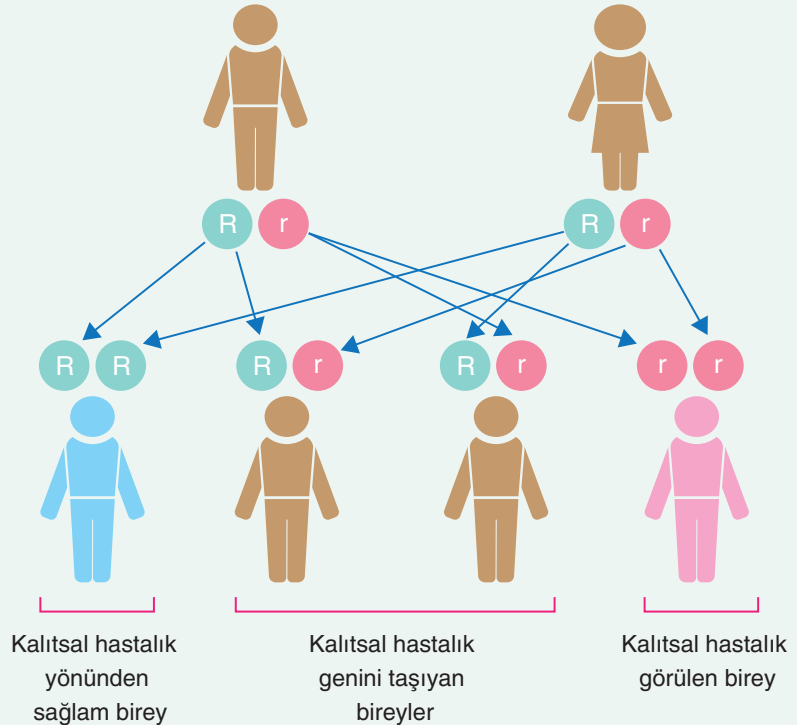 R r R r
R R R r R r r r
Kalıtsal hastalık
yönünden
sağlam birey
Kalıtsal hastalık
genini taşıyan
bireyler
Kalıtsal hastalık
görülen birey